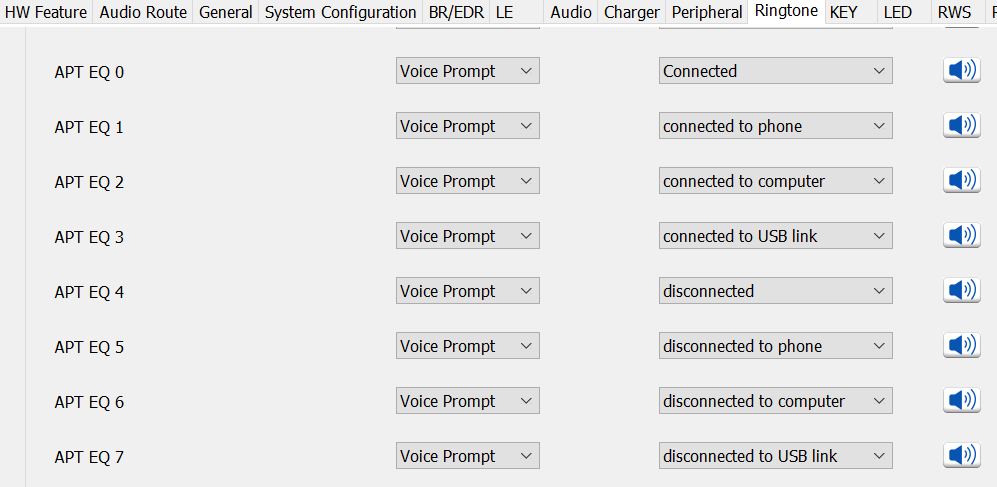 HW Feature Audio Route General System Configuration BR/EDR LE Audio Charger Peripheral Ringtone KEY LED RWS
APT EQ 0 Voice Prompt Connected
APT EQ 1 Voice Prompt connected to phone
APT EQ 2 Voice Prompt connected to computer
APT EQ 3 Voice Prompt connected to USB link
APT EQ 4 Voice Prompt disconnected
APT EQ 5 Voice Prompt disconnected to phone
APT EQ 6 Voice Prompt disconnected to computer
APT EQ 7 Voice Prompt disconnected to USB link